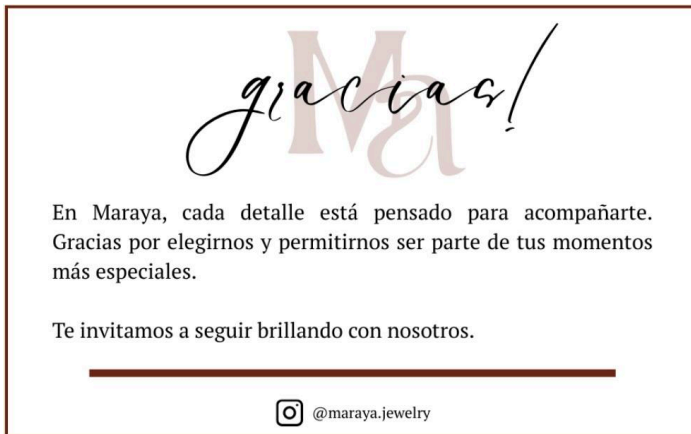 Ma
gracias!
En Maraya, cada detalle está pensado para acompañarte.
Gracias por elegirnos y permitirnos ser parte de tus momentos
más especiales.
Te invitamos a seguir brillando con nosotros.
@maraya.jewelry